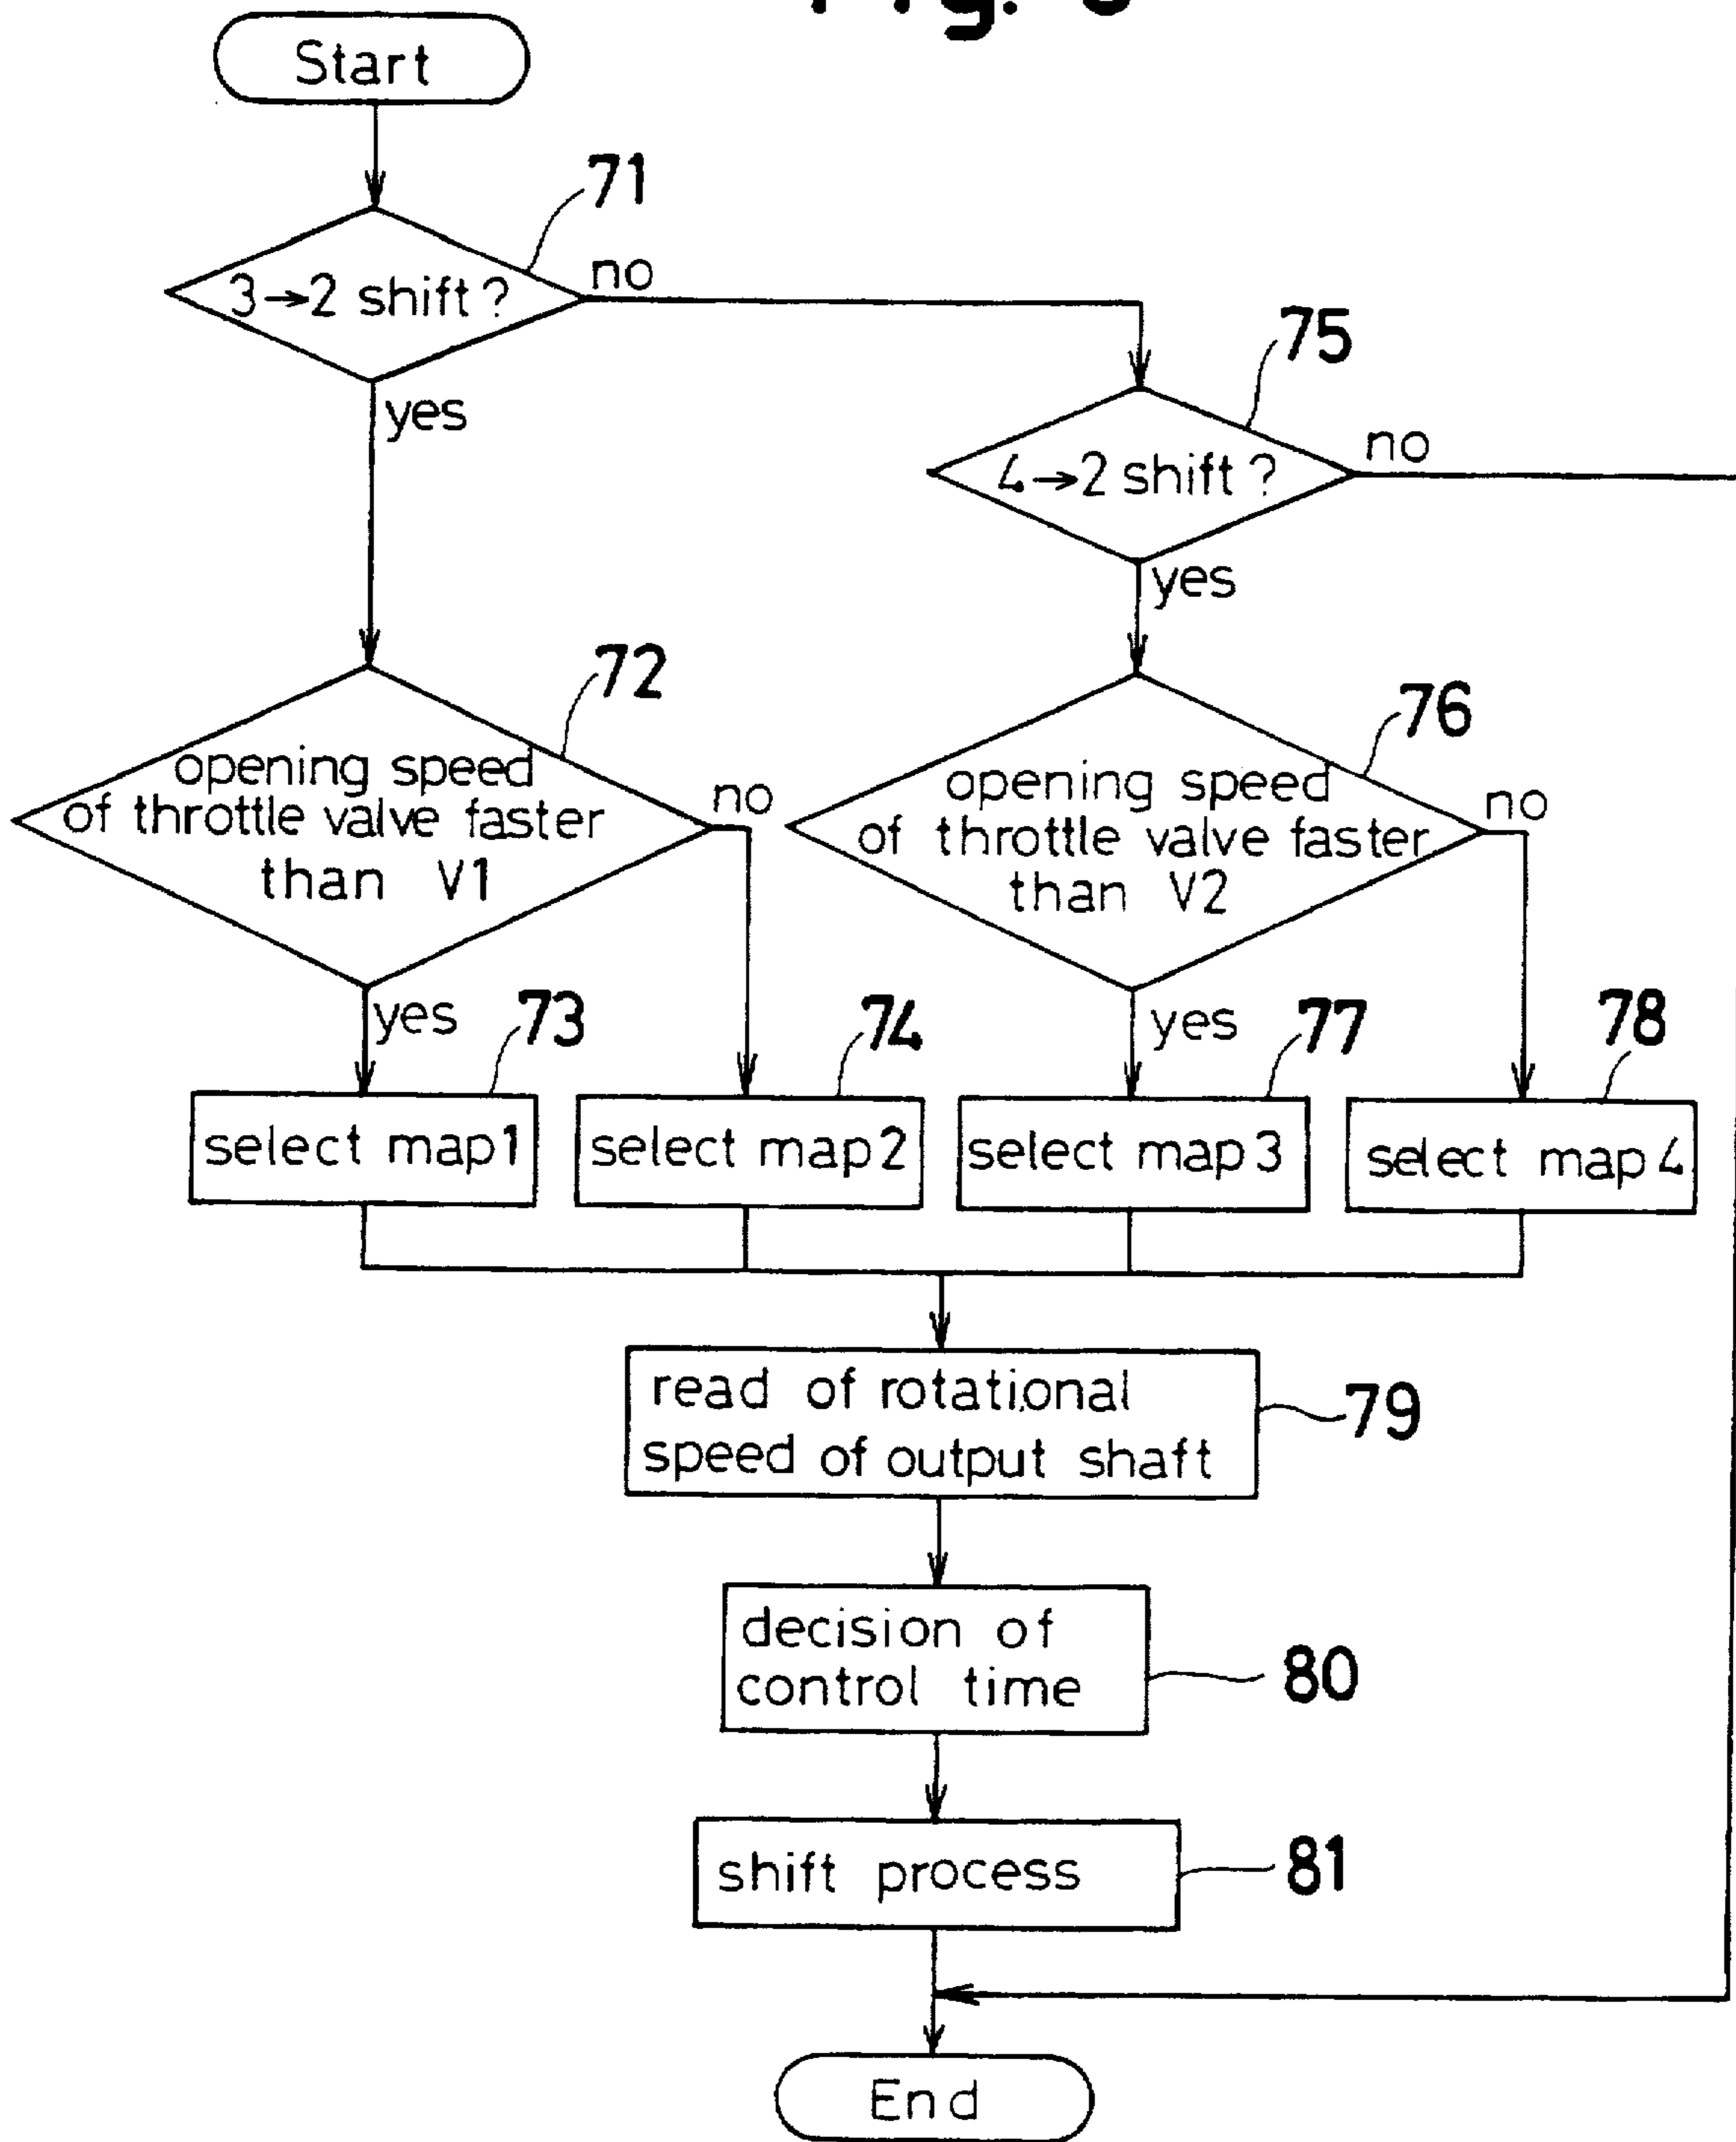 Start
71
3→2 shift?
no
yes
75
4→2 shift?
no
yes
72
opening speed
of throttle valve faster
than V1
no
yes
76
opening speed
of throttle valve faster
than V2
no
yes
73
select map1
74
select map2
77
select map3
78
select map4
read of rotational
speed of output shaft
79
decision of
control time
80
shift process
81
End